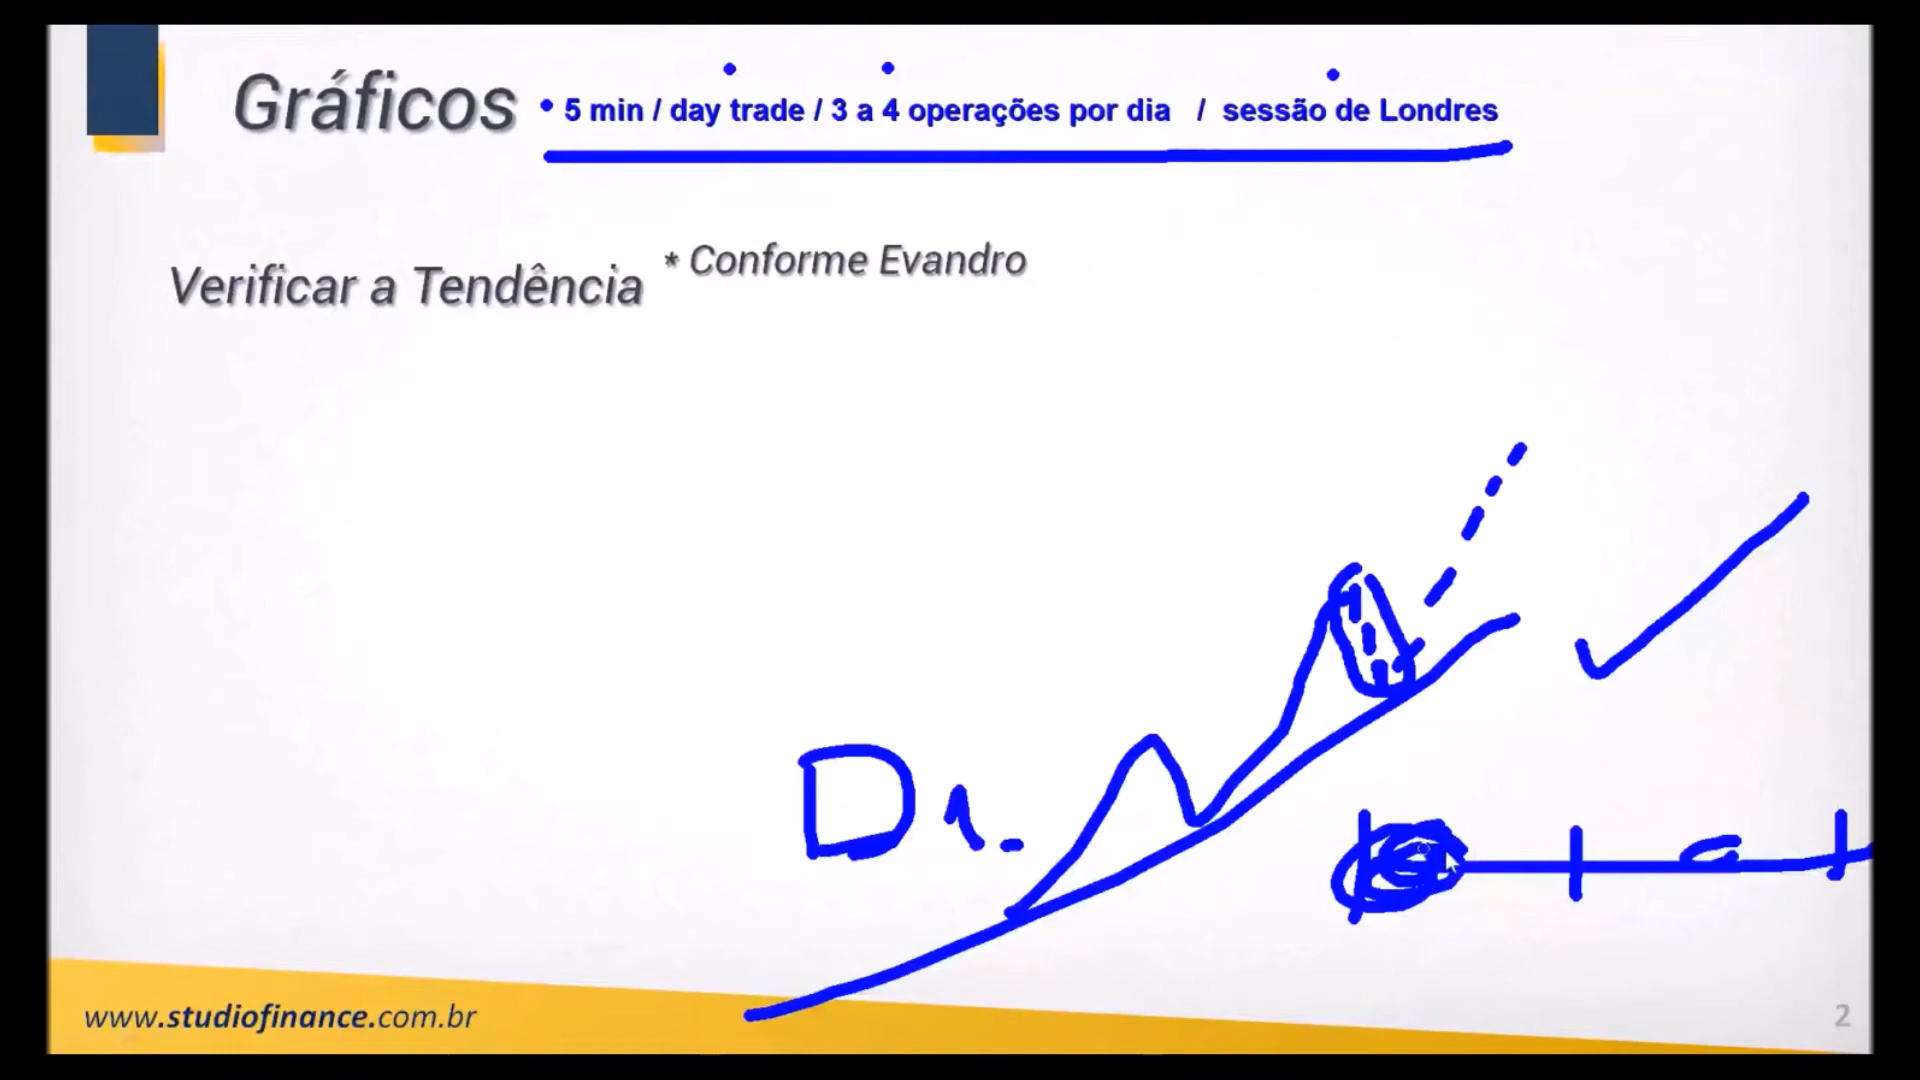 Gráficos • 5 min / day trade / 3 a 4 operações por dia / sessão de Londres
Verificar a Tendência * Conforme Evandro
D1.
www.studiofinance.com.br
2